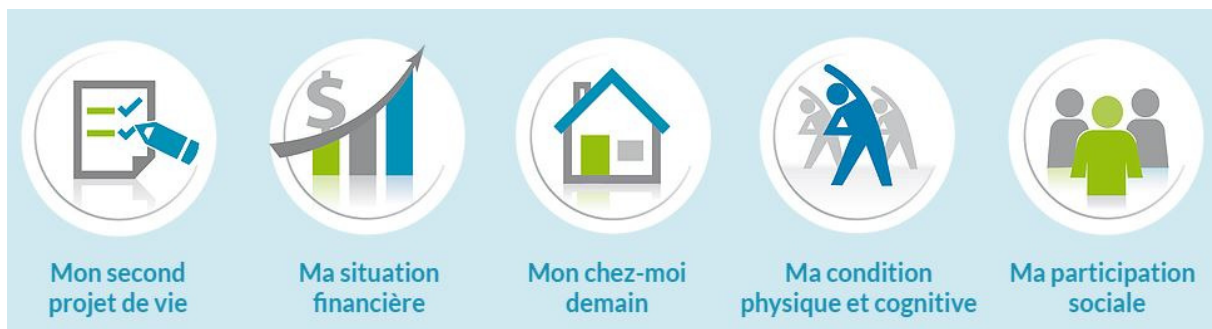 $
Mon second
projet de vie
Ma situation
financière
Mon chez-moi
demain
Ma condition
physique et cognitive
Ma participation
sociale